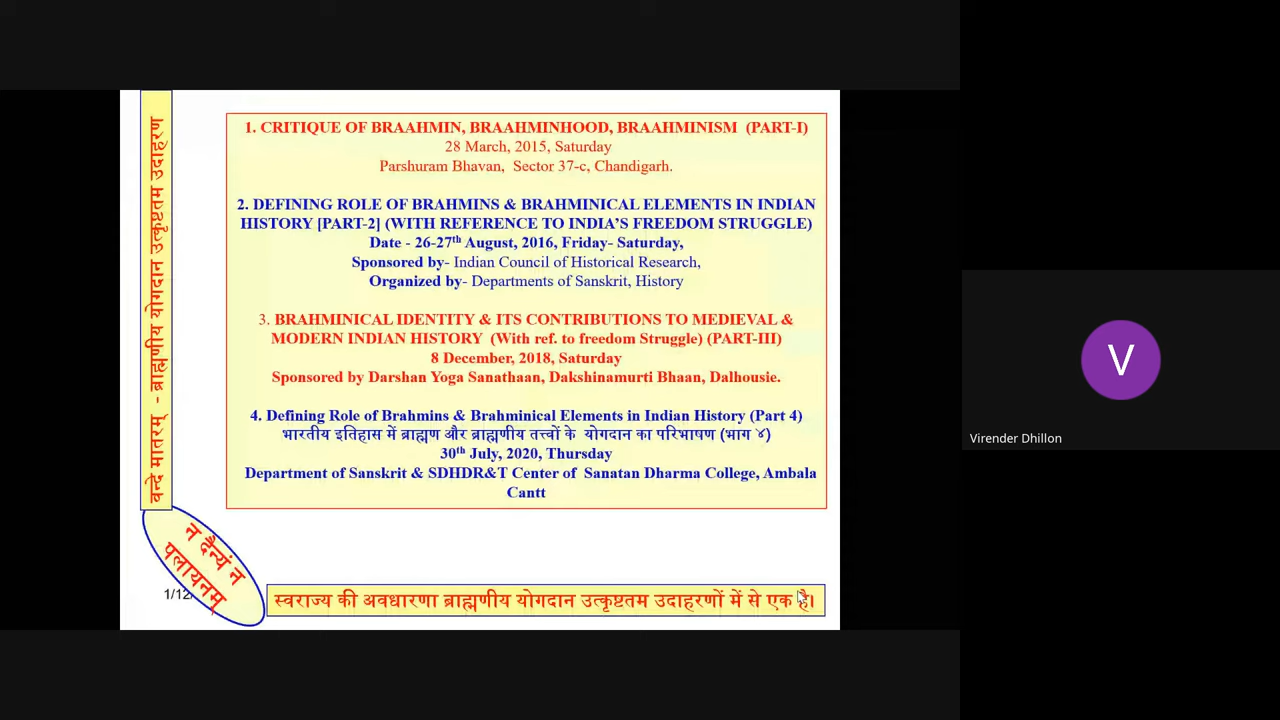 वन्दे मातरम् - ब्राह्मणीय योगदान उत्कृष्टतम उदाहरण
1. CRITIQUE OF BRAAHMIN, BRAAHMINHOOD, BRAAHMINISM (PART-I)
28 March, 2015, Saturday
Parshuram Bhavan, Sector 37-c, Chandigarh.
2. DEFINING ROLE OF BRAHMINS & BRAHMINICAL ELEMENTS IN INDIAN
HISTORY [PART-2] (WITH REFERENCE TO INDIA'S FREEDOM STRUGGLE)
Date - 26-27th August, 2016, Friday- Saturday,
Sponsored by- Indian Council of Historical Research,
Organized by- Departments of Sanskrit, History
3. BRAHMINICAL IDENTITY & ITS CONTRIBUTIONS TO MEDIEVAL &
MODERN INDIAN HISTORY (With ref. to freedom Struggle) (PART-III)
8 December, 2018, Saturday
Sponsored by Darshan Yoga Sanathaan, Dakshinamurti Bhaan, Dalhousie.
4. Defining Role of Brahmins & Brahminical Elements in Indian History (Part 4)
भारतीय इतिहास में ब्राह्मण और ब्राह्मणीय तत्त्वों के योगदान का परिभाषण (भाग ४)
30th July, 2020, Thursday
Department of Sanskrit & SDHDR&T Center of Sanatan Dharma College, Ambala
Cantt
न दैन्यं न
पलायनम्
1/12
स्वराज्य की अवधारणा ब्राह्मणीय योगदान उत्कृष्टतम उदाहरणों में से एक है।
V
Virender Dhillon